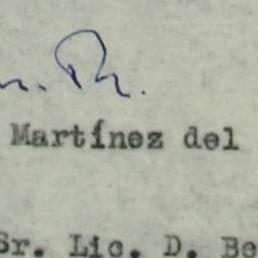 Martínez del
Sr. Lic. D. Be